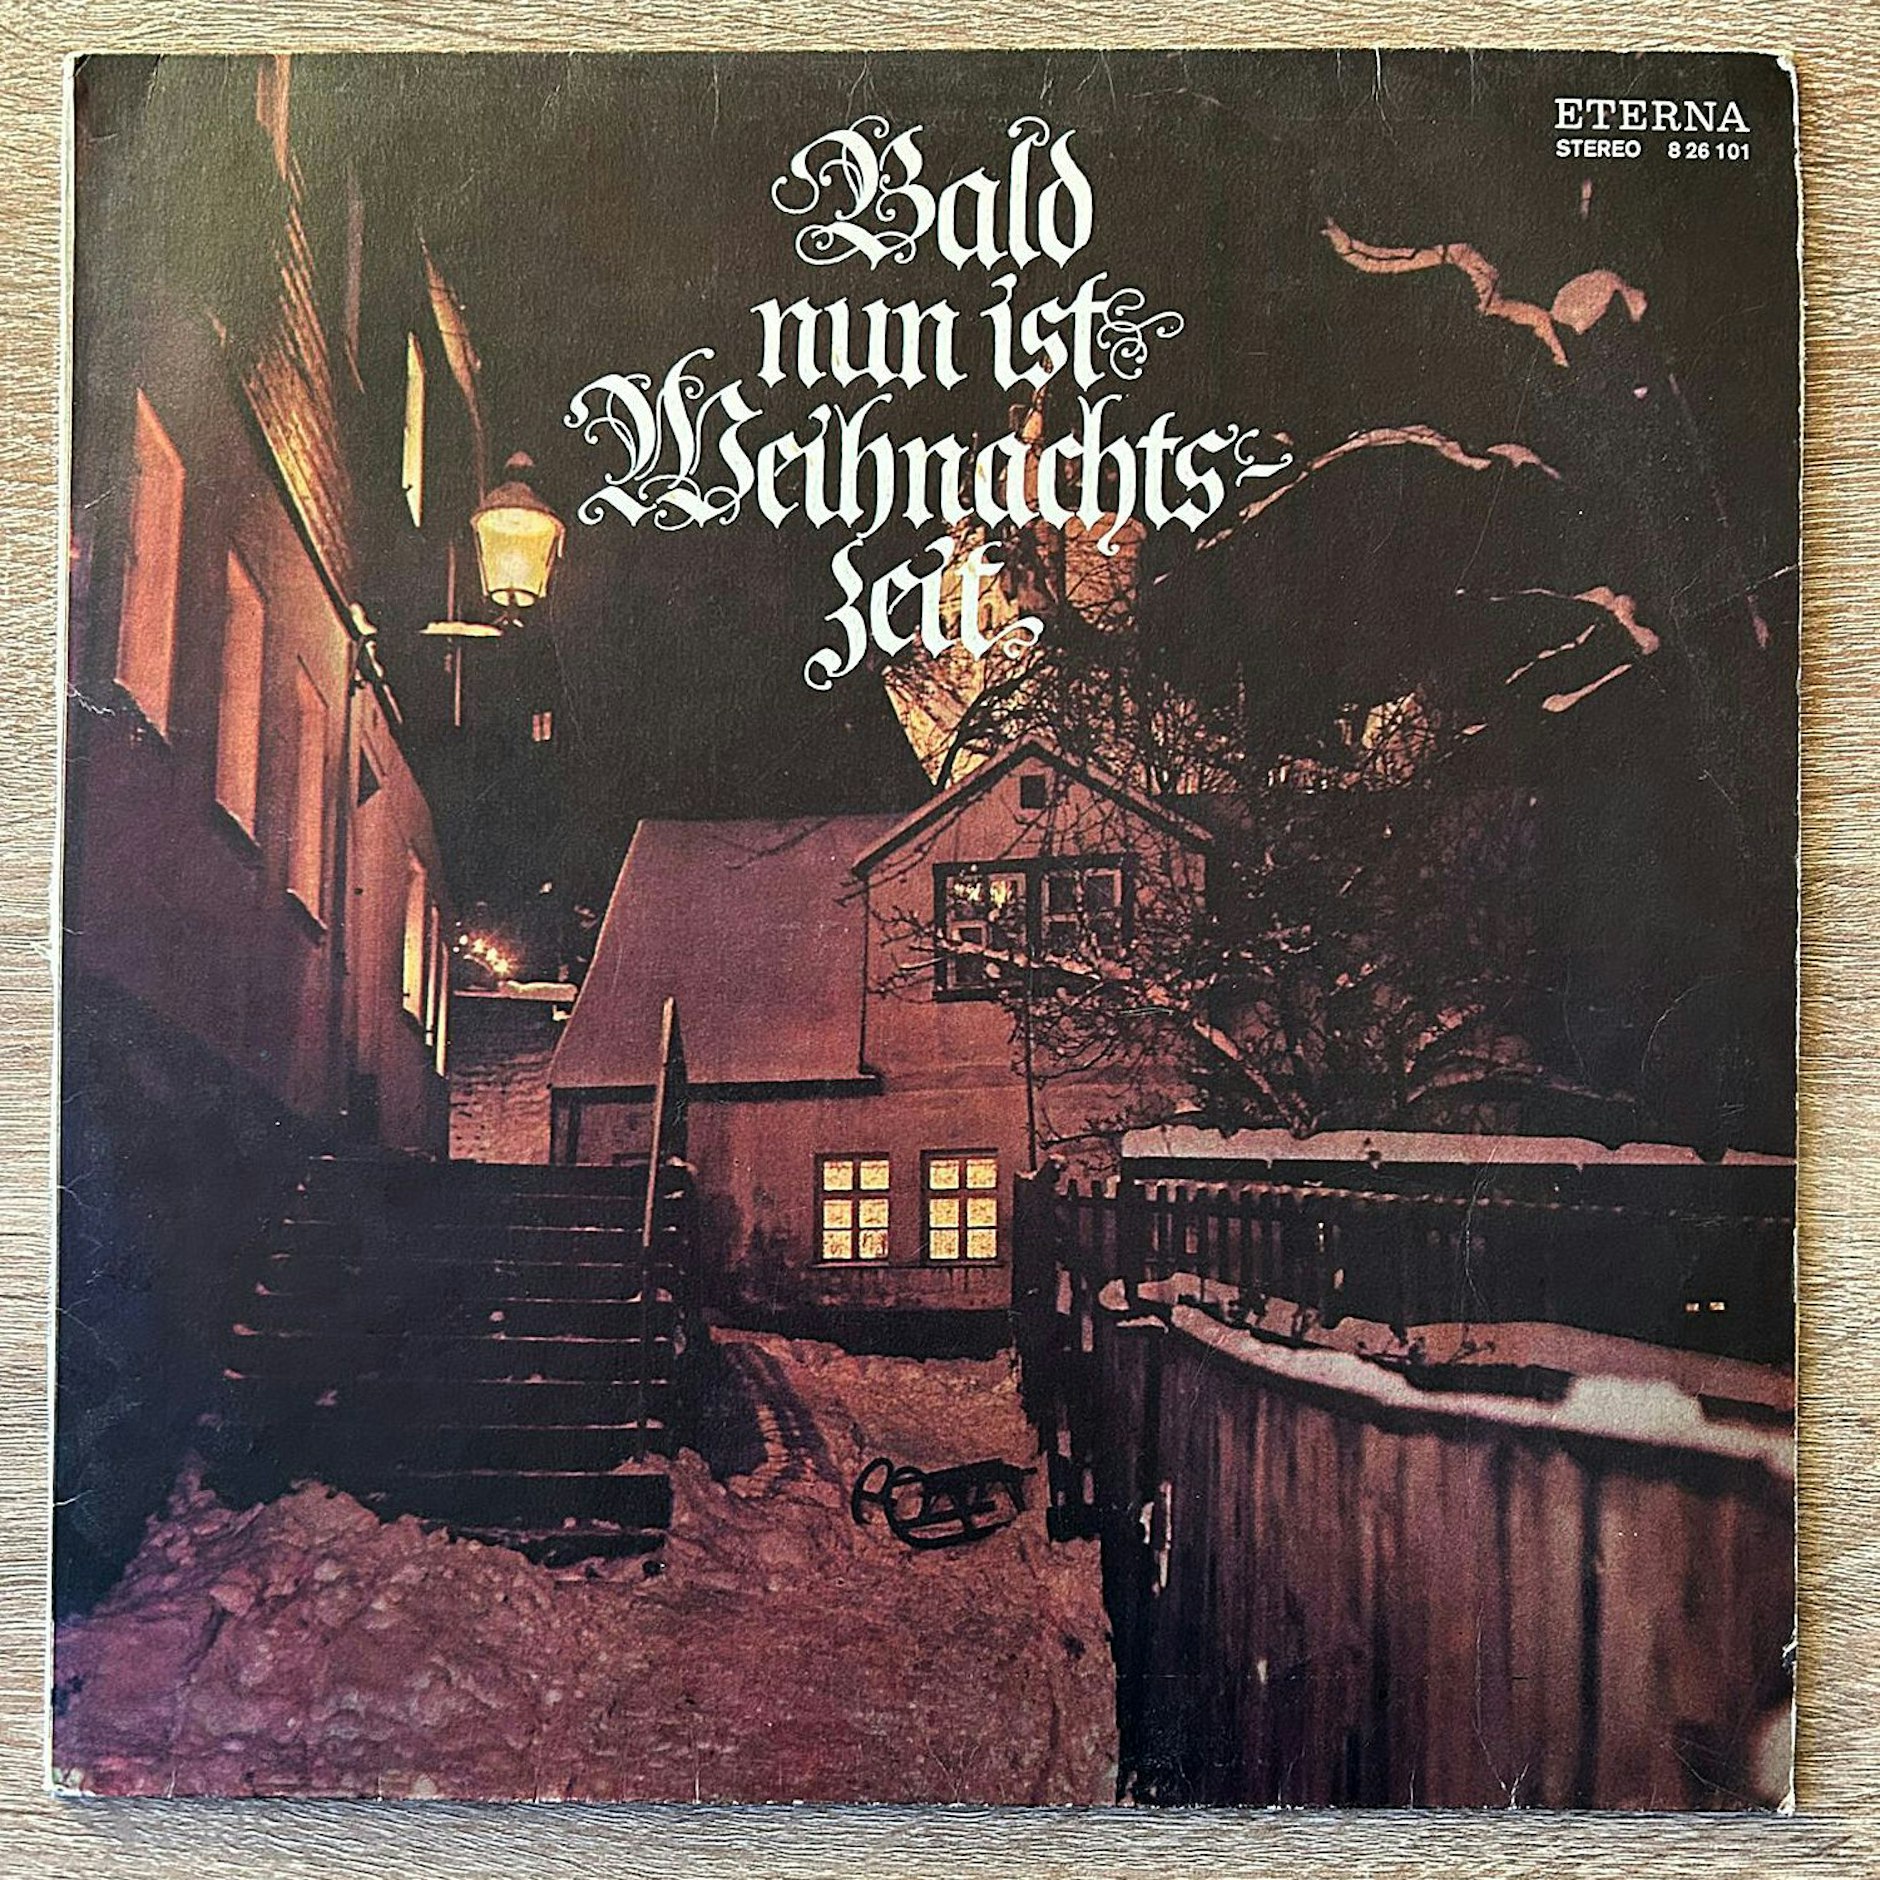 ETERNA
STEREO 8 26 101
Bald
nun ist
Weihnachts-
zeit